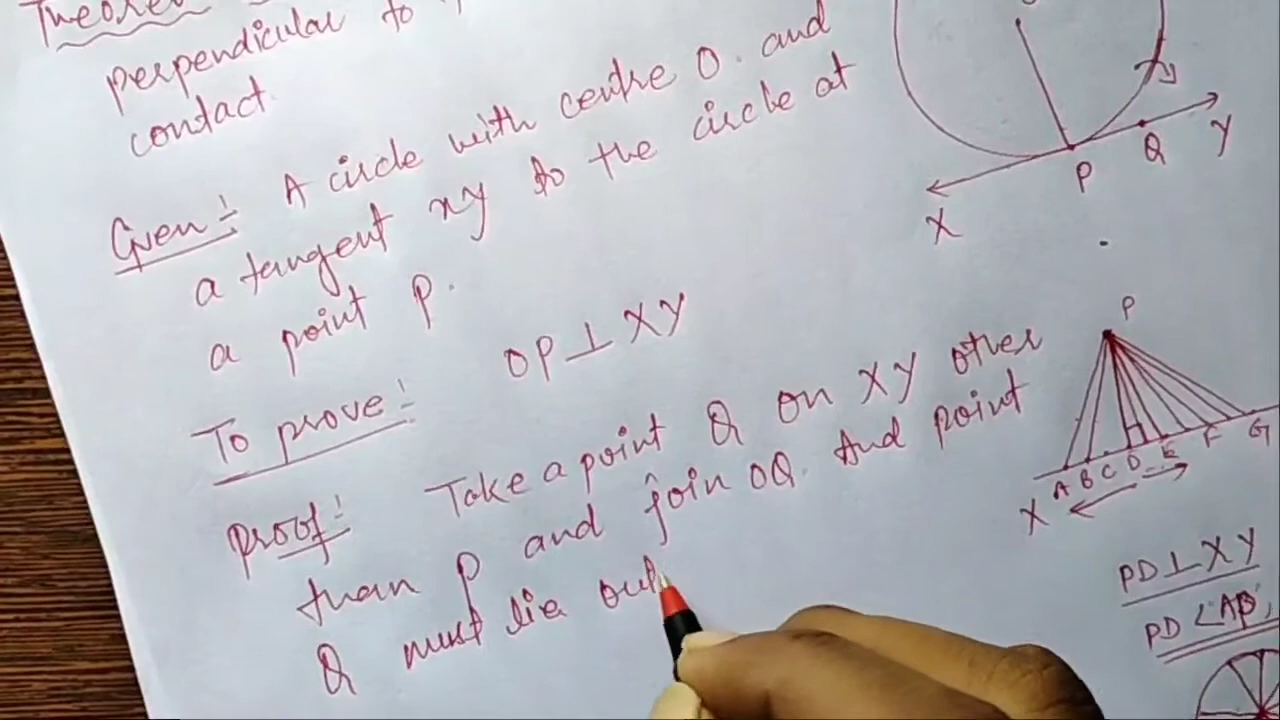 Theorem
perpendicular to
contact.
Given :- A circle with centre O. and
a tangent xy to the circle at
a point P.
To prove :- OP ⊥ XY
Proof :- Take a point Q on XY other
than P and join OQ. And point
Q must lie out
P Q Y
X
P
A B C D E F G
X
PD ⊥ XY
PD <